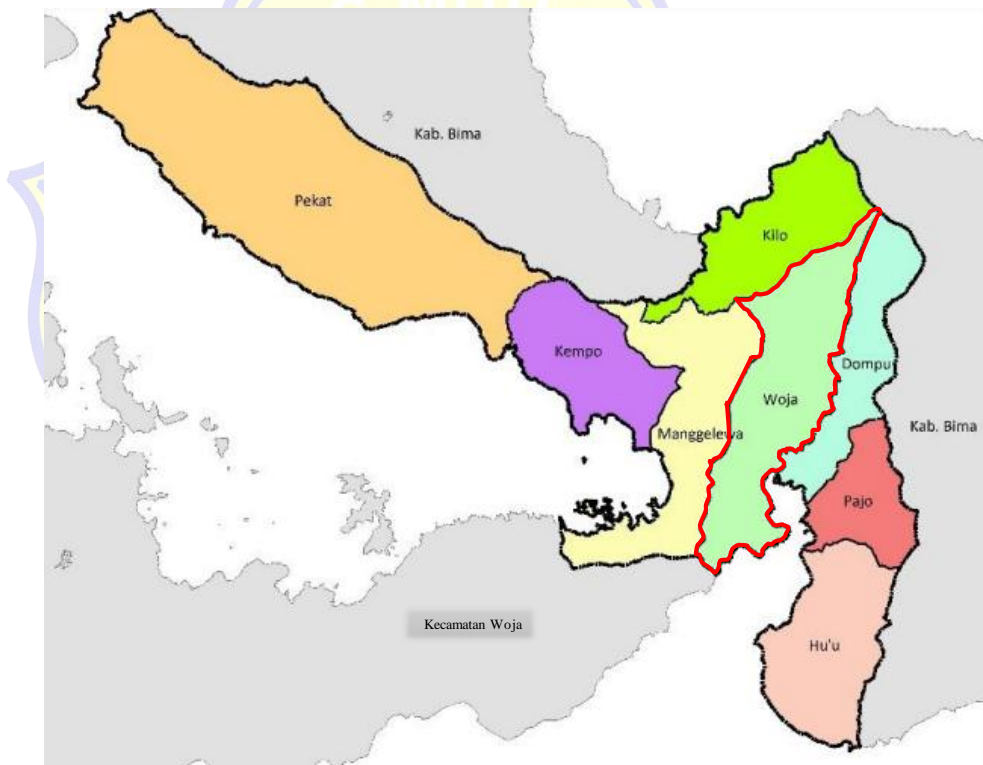 Kab. Bima
Pekat
Kilo
Kempo
Dompu
Woja
Manggelewa
Kab. Bima
Pajo
Kecamatan Woja
Hu'u